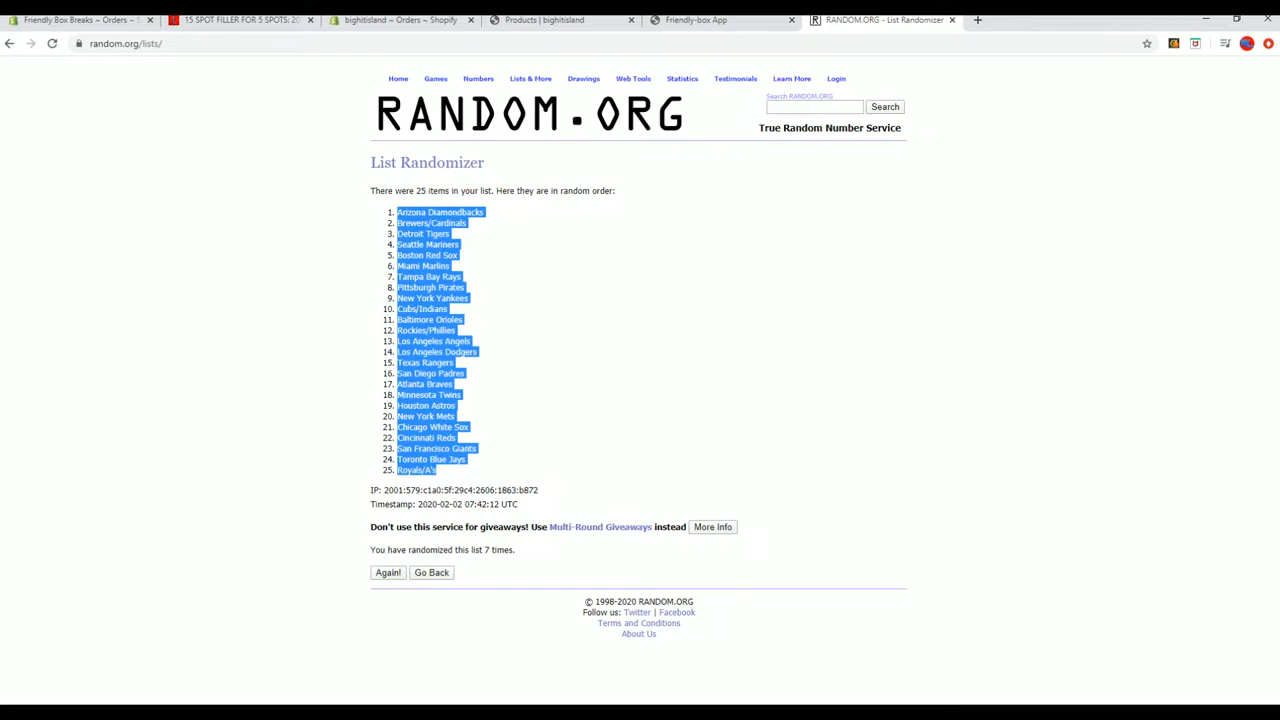 Friendly Box Breaks ~ Orders ~
15 SPOT FILLER FOR 5 SPOTS: 20
bighitisland ~ Orders ~ Shopify
Products | bighitisland
Friendly-box App
RANDOM.ORG - List Randomizer
random.org/lists/
Home Games Numbers Lists & More Drawings Web Tools Statistics Testimonials Learn More Login
RANDOM.ORG
Search RANDOM.ORG
Search
True Random Number Service
List Randomizer
There were 25 items in your list. Here they are in random order:
1. Arizona Diamondbacks
2. Brewers/Cardinals
3. Detroit Tigers
4. Seattle Mariners
5. Boston Red Sox
6. Miami Marlins
7. Tampa Bay Rays
8. Pittsburgh Pirates
9. New York Yankees
10. Cubs/Indians
11. Baltimore Orioles
12. Rockies/Phillies
13. Los Angeles Angels
14. Los Angeles Dodgers
15. Texas Rangers
16. San Diego Padres
17. Atlanta Braves
18. Minnesota Twins
19. Houston Astros
20. New York Mets
21. Chicago White Sox
22. Cincinnati Reds
23. San Francisco Giants
24. Toronto Blue Jays
25. Royals/A's
IP: 2001:579:c1a0:5f:29c4:2606:1863:b872
Timestamp: 2020-02-02 07:42:12 UTC
Don't use this service for giveaways! Use Multi-Round Giveaways instead More Info
You have randomized this list 7 times.
Again! Go Back
© 1998-2020 RANDOM.ORG
Follow us: Twitter | Facebook
Terms and Conditions
About Us